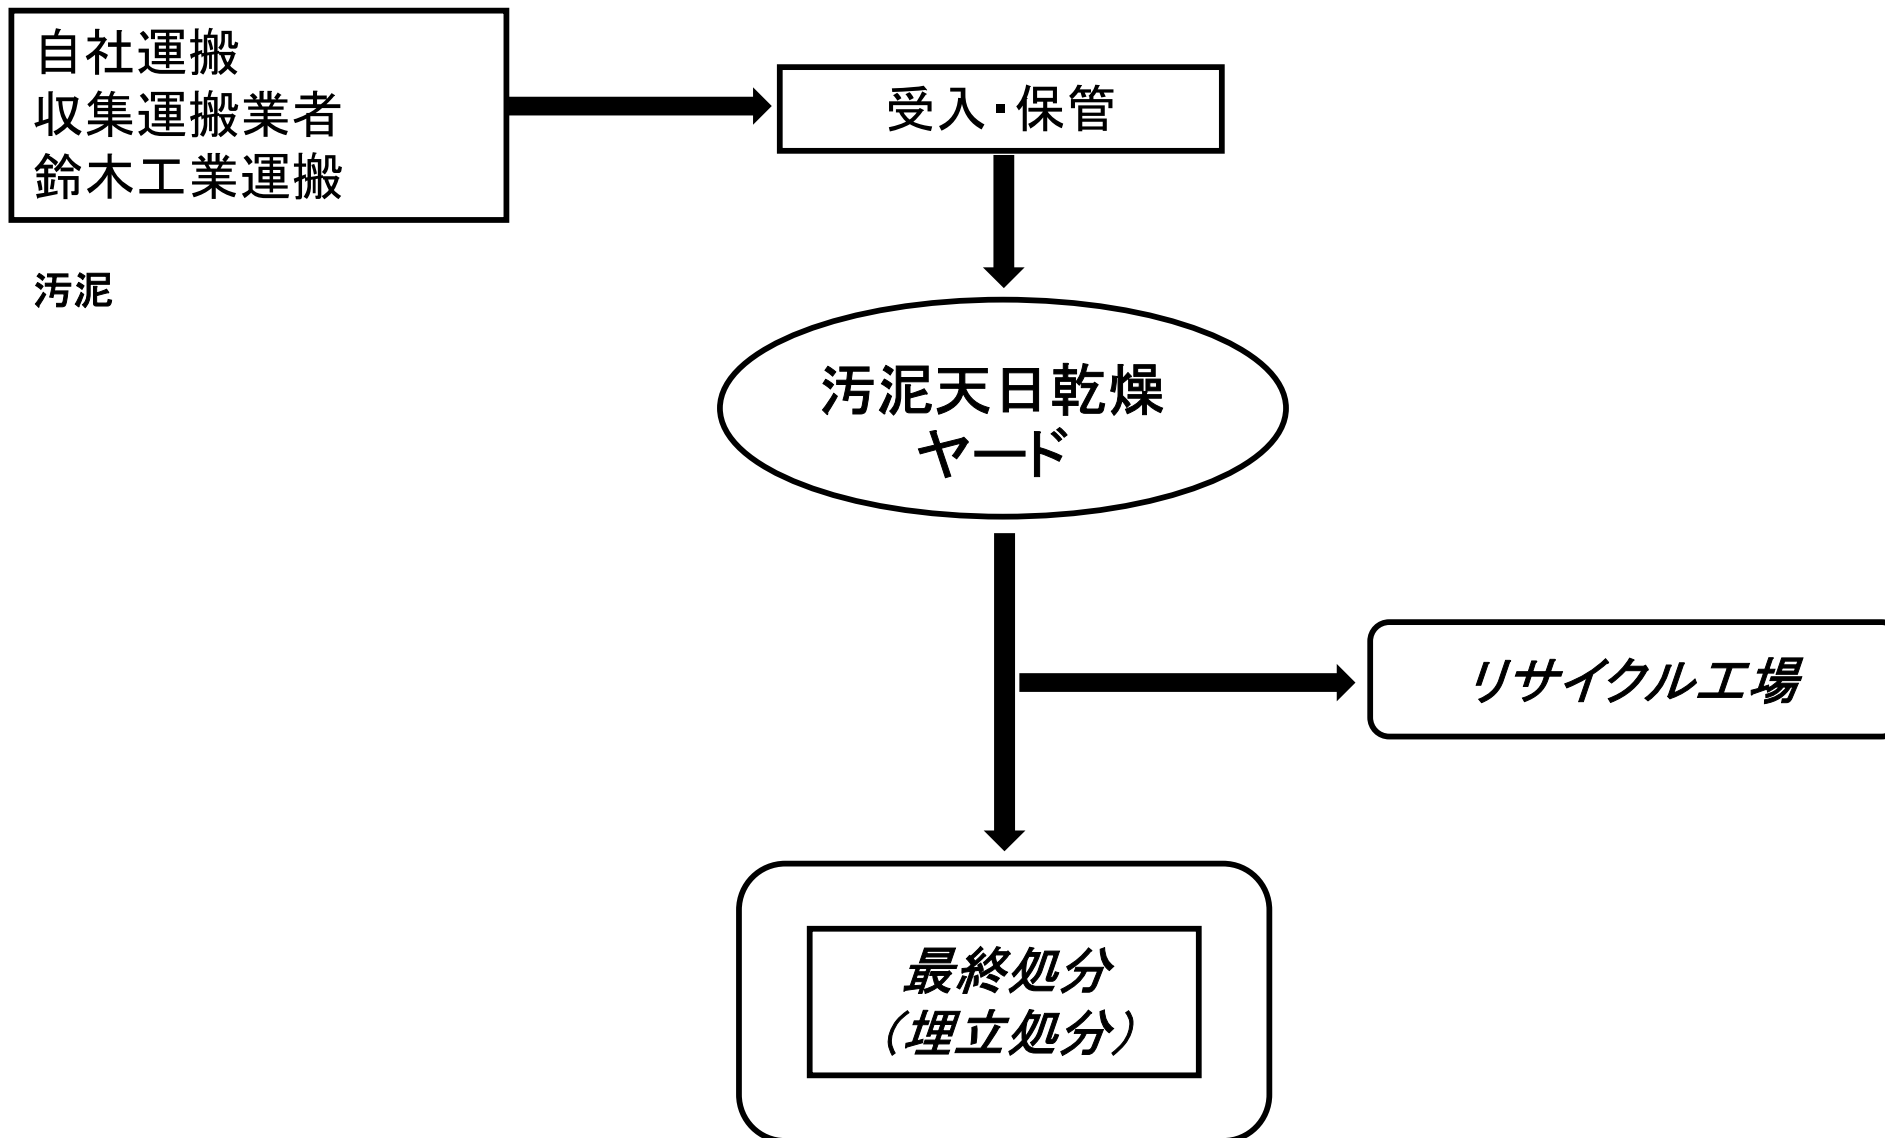 自社運搬
収集運搬業者
鈴木工業運搬
受入・保管
汚泥
汚泥天日乾燥
ヤード
リサイクル工場
最終処分
（埋立処分）